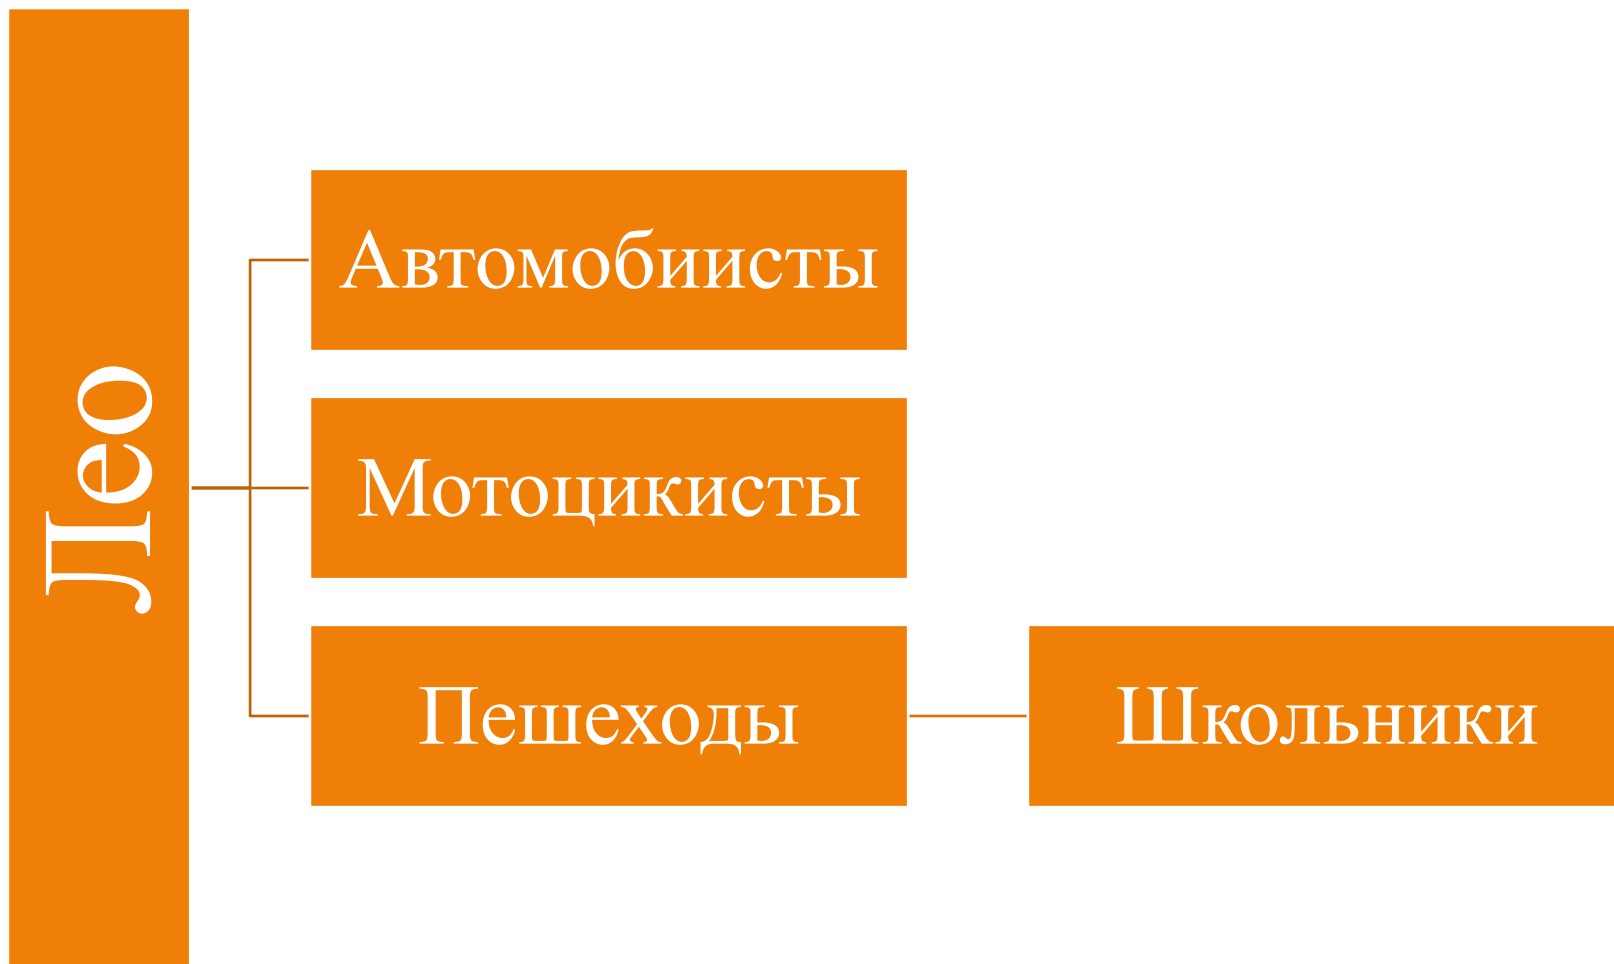 Лео
Автомобиисты
Мотоцикисты
Пешеходы
Школьники